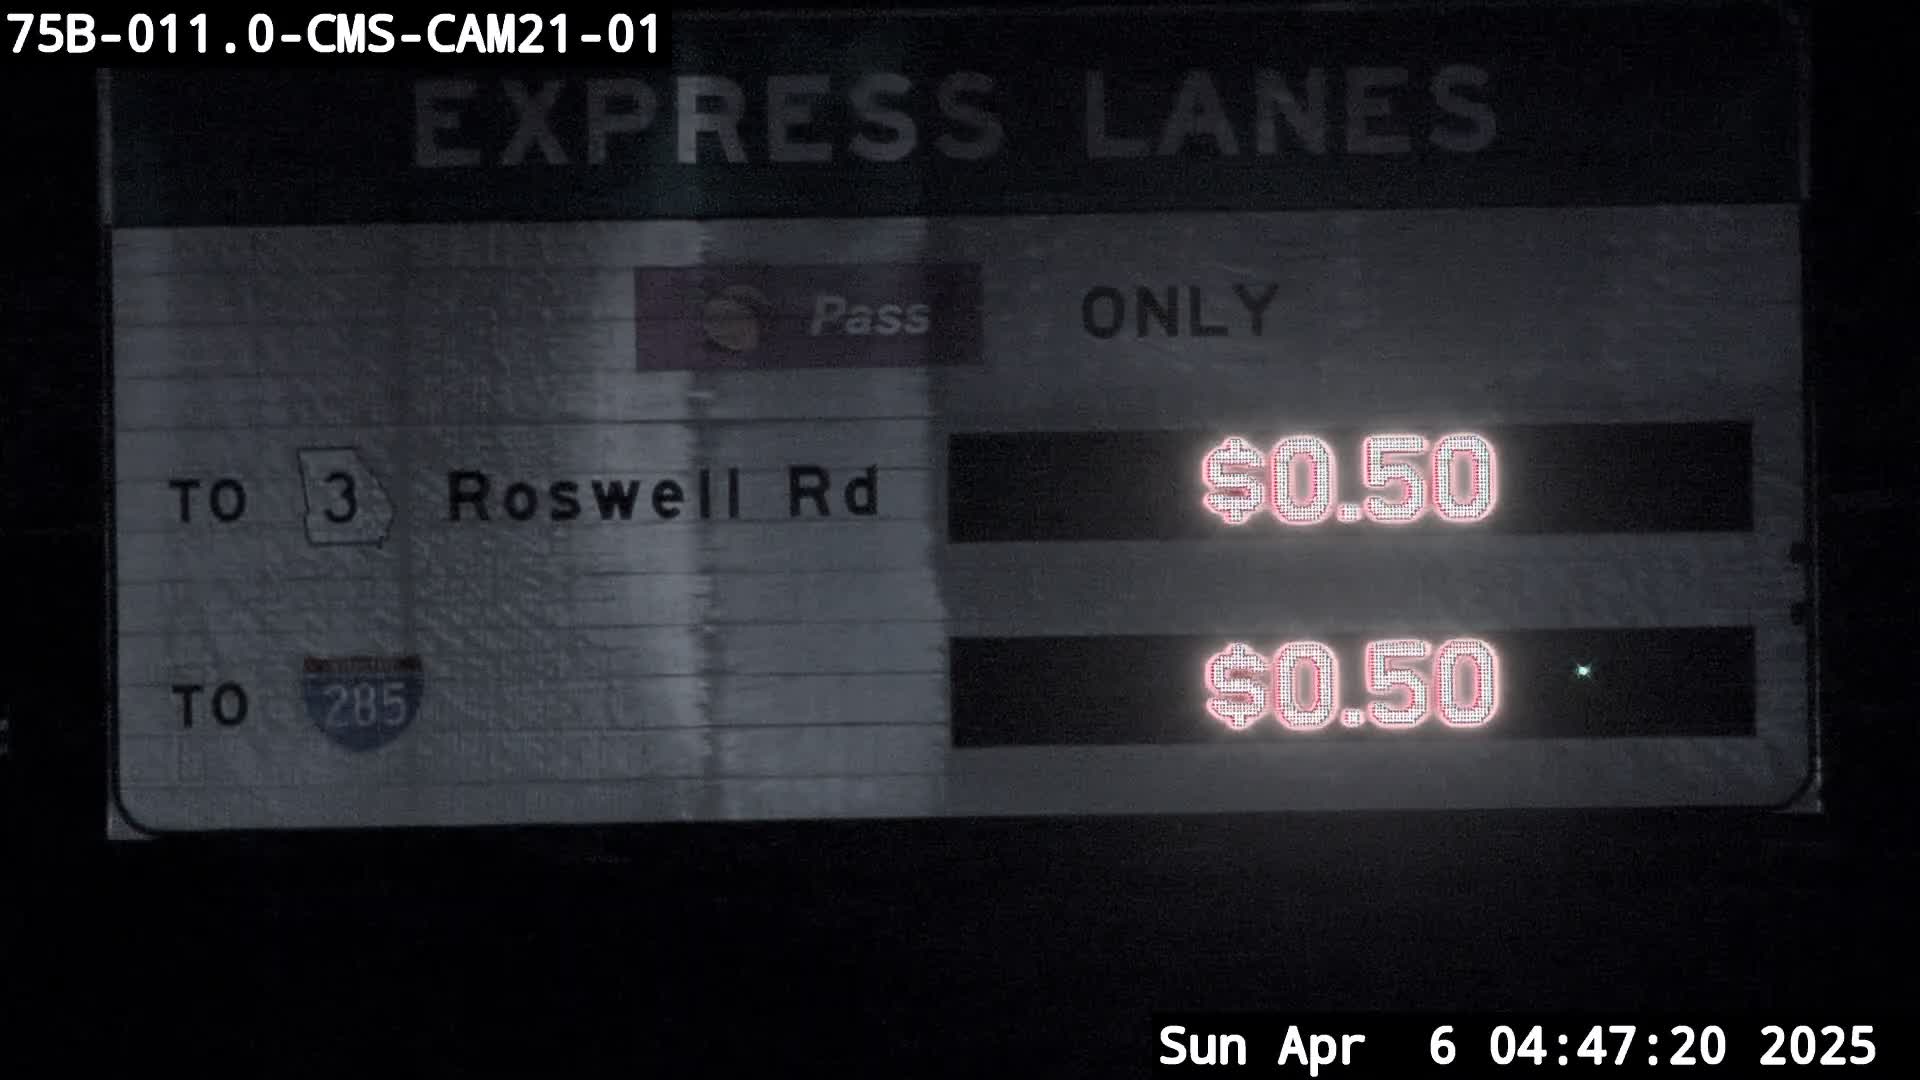 75B-011.0-CMS-CAM21-01
EXPRESS LANES
Pass ONLY
TO 3 Roswell Rd $0.50
TO 285 $0.50
Sun Apr 6 04:47:20 2025